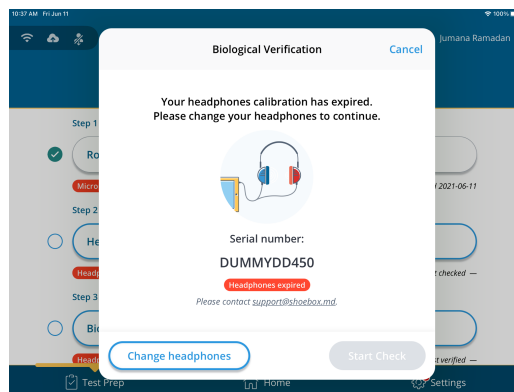 10:37 AM Fri Jun 11
100%
Jumana Ramadan
Biological Verification
Cancel
Your headphones calibration has expired.
Please change your headphones to continue.
Serial number:
DUMMYDD450
Headphones expired
Please contact support@shoebox.md.
Change headphones
Start Check
Step 1
Ro
Micro
2021-06-11
Step 2
He
Headp
t checked —
Step 3
Bio
Headp
st verified —
Test Prep
Home
Settings